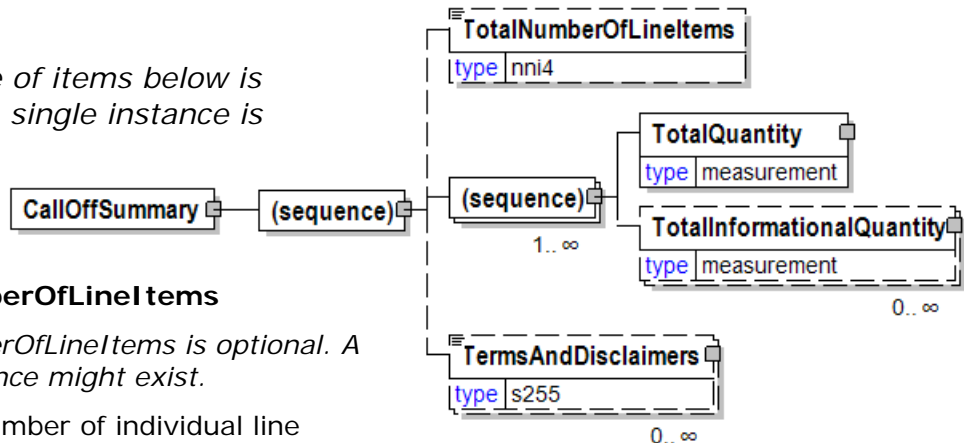 TotalNumberOfLineItems
type nni4
e of items below is
single instance is
TotalQuantity
type measurement
CallOffSummary
(sequence)
(sequence)
1.. ∞
TotalInformationalQuantity
type measurement
0.. ∞
berOfLineItems
erOfLineItems is optional. A
nce might exist.
mber of individual line
TermsAndDisclaimers
type s255
0.. ∞